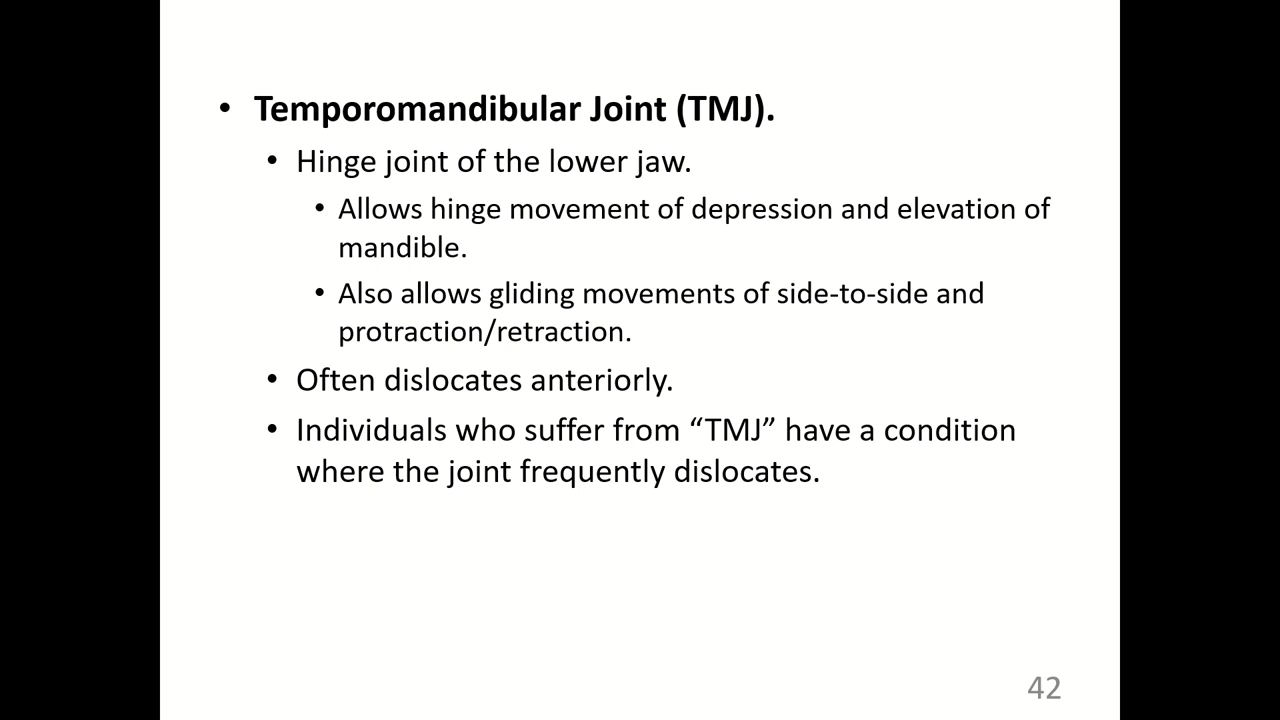 • Temporomandibular Joint (TMJ).
• Hinge joint of the lower jaw.
• Allows hinge movement of depression and elevation of
mandible.
• Also allows gliding movements of side-to-side and
protraction/retraction.
• Often dislocates anteriorly.
• Individuals who suffer from “TMJ” have a condition
where the joint frequently dislocates.
42